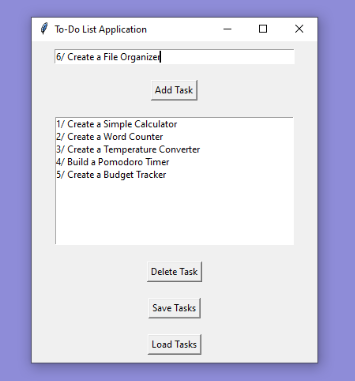 To-Do List Application
6/ Create a File Organizer
Add Task
1/ Create a Simple Calculator
2/ Create a Word Counter
3/ Create a Temperature Converter
4/ Build a Pomodoro Timer
5/ Create a Budget Tracker
Delete Task
Save Tasks
Load Tasks